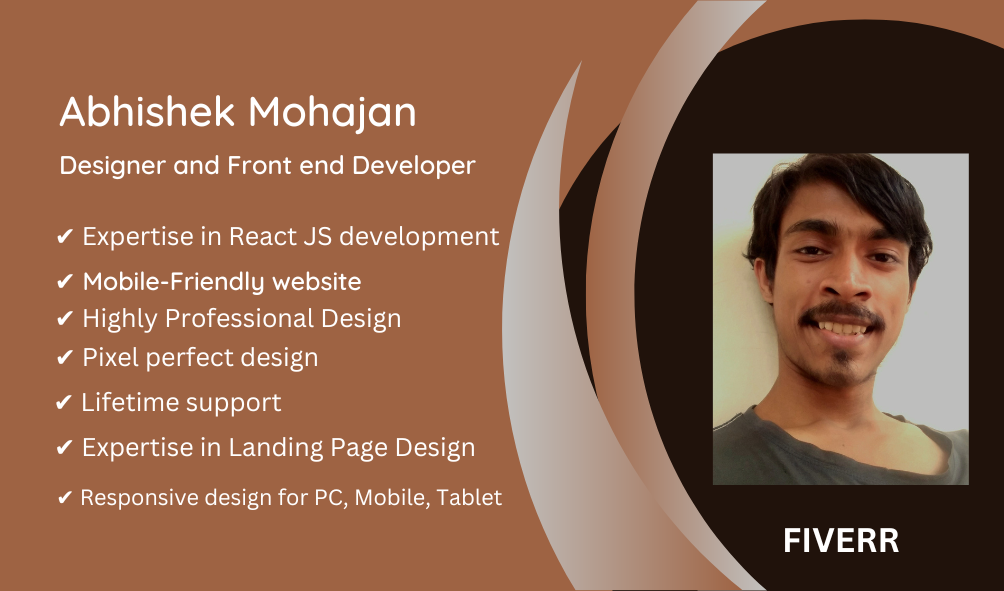 Abhishek Mohajan
Designer and Front end Developer
✔ Expertise in React JS development
✔ Mobile-Friendly website
✔ Highly Professional Design
✔ Pixel perfect design
✔ Lifetime support
✔ Expertise in Landing Page Design
✔ Responsive design for PC, Mobile, Tablet
FIVERR